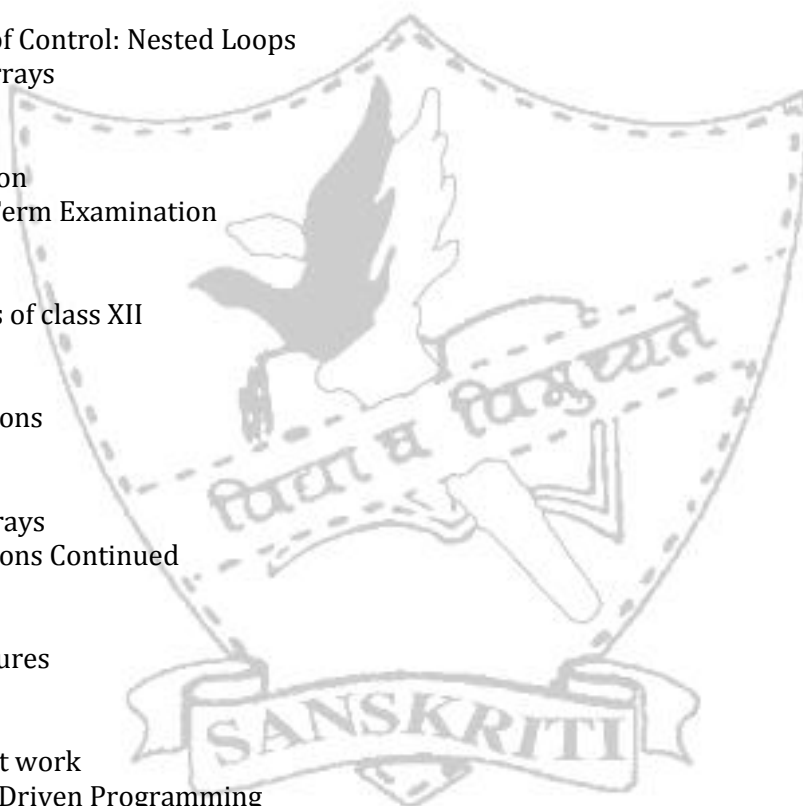 of Control: Nested Loops
rrays
on
Term Examination
s of class XII
ons
rays
ons Continued
ures
SANSKRITI
t work
Driven Programming